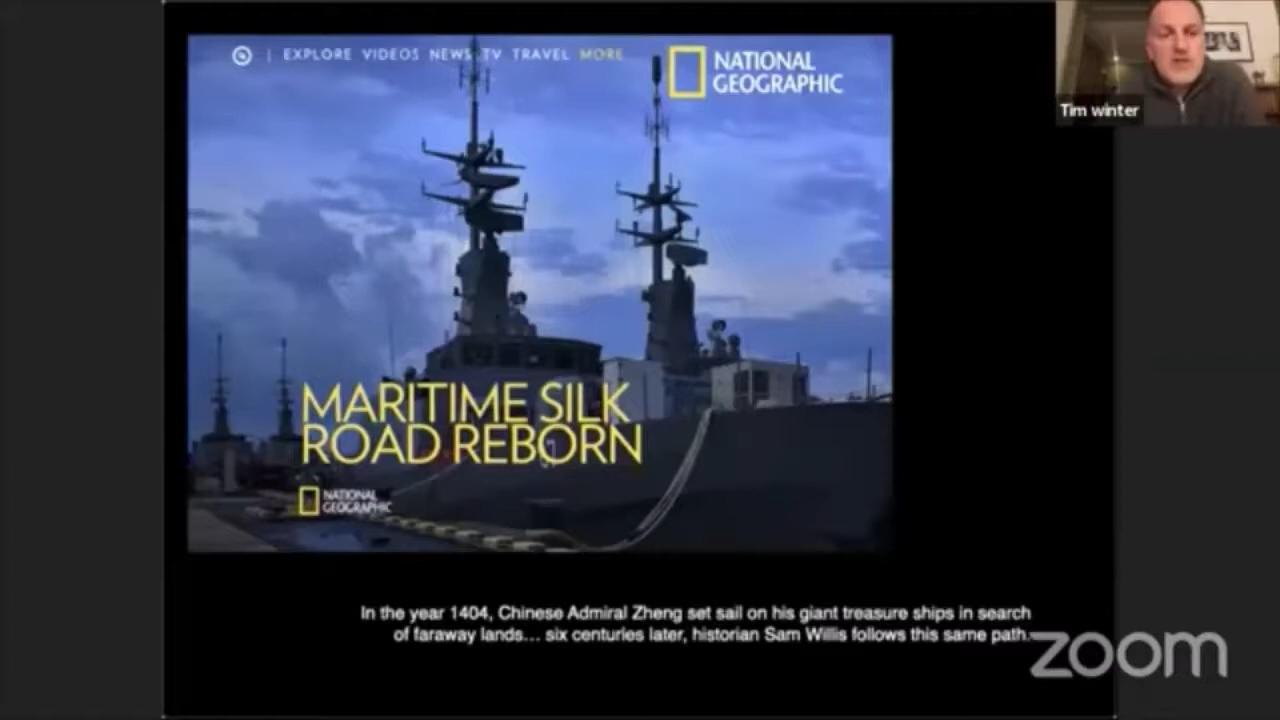 EXPLORE VIDEOS NEWS TV TRAVEL MORE
NATIONAL
GEOGRAPHIC
Tim winter
MARITIME SILK
ROAD REBORN
NATIONAL
GEOGRAPHIC
In the year 1404, Chinese Admiral Zheng set sail on his giant treasure ships in search
of faraway lands... six centuries later, historian Sam Willis follows this same path.
zoom